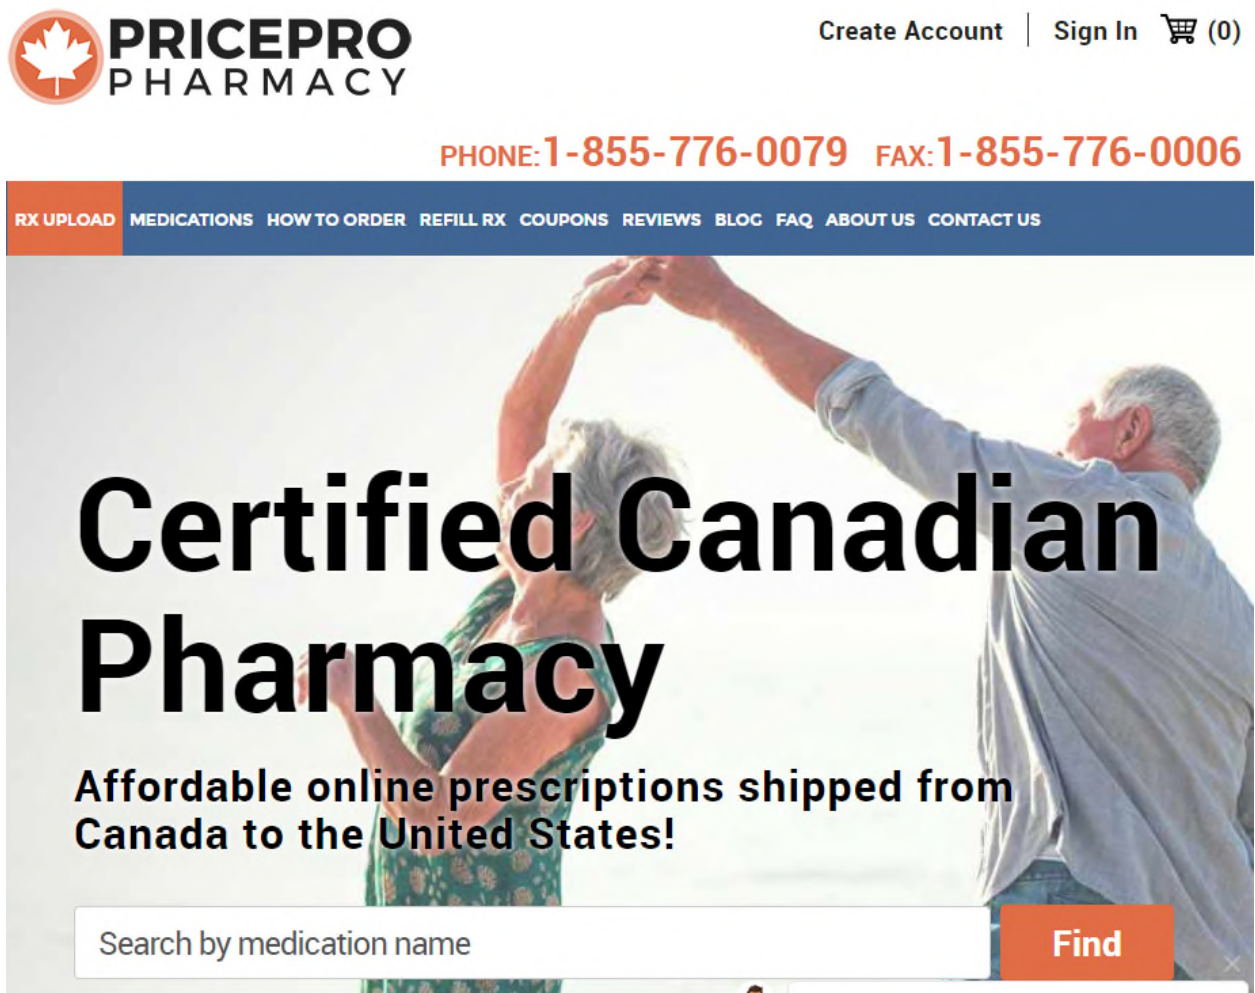 PRICEPRO
PHARMACY
Create Account | Sign In (0)
PHONE:1-855-776-0079 FAX:1-855-776-0006
RX UPLOAD MEDICATIONS HOW TO ORDER REFILL RX COUPONS REVIEWS BLOG FAQ ABOUT US CONTACT US
Certified Canadian
Pharmacy
Affordable online prescriptions shipped from
Canada to the United States!
Search by medication name Find